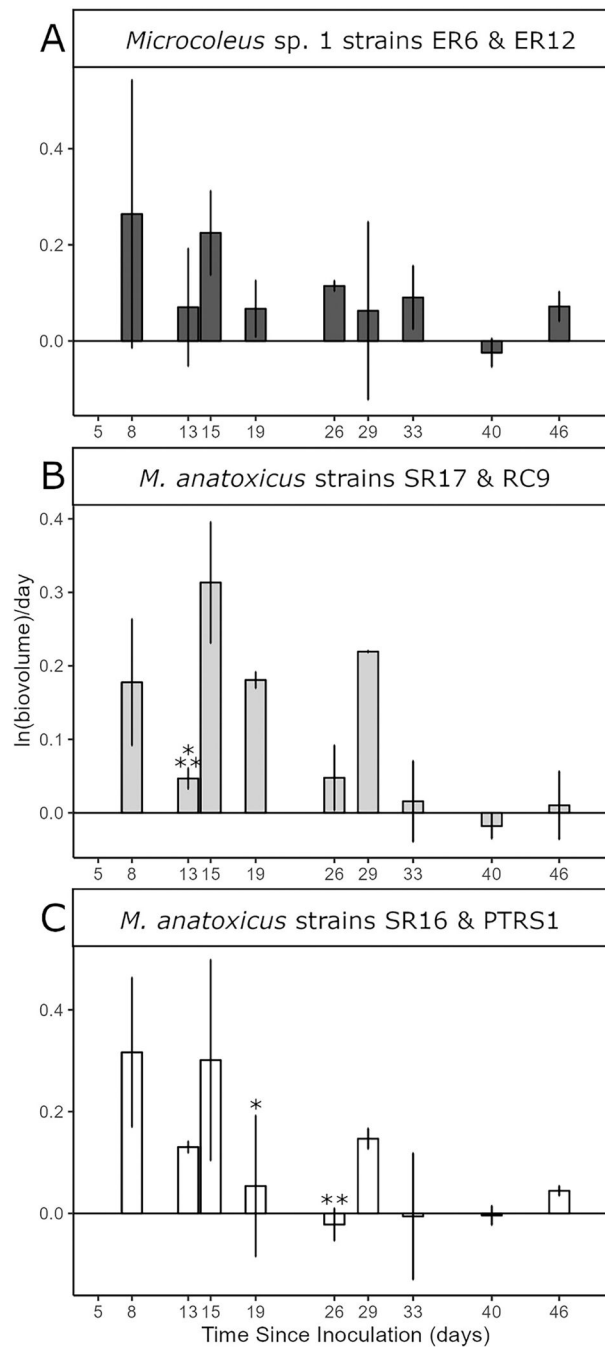 A
Microcoleus sp. 1 strains ER6 & ER12
0.4
0.2
0.0
5 8 13 15 19 26 29 33 40 46
B
M. anatoxicus strains SR17 & RC9
0.4
0.3
0.2
0.1
0.0
*
**
ln(biovolume)/day
5 8 13 15 19 26 29 33 40 46
C
M. anatoxicus strains SR16 & PTRS1
0.4
0.2
0.0
*
**
5 8 13 15 19 26 29 33 40 46
Time Since Inoculation (days)